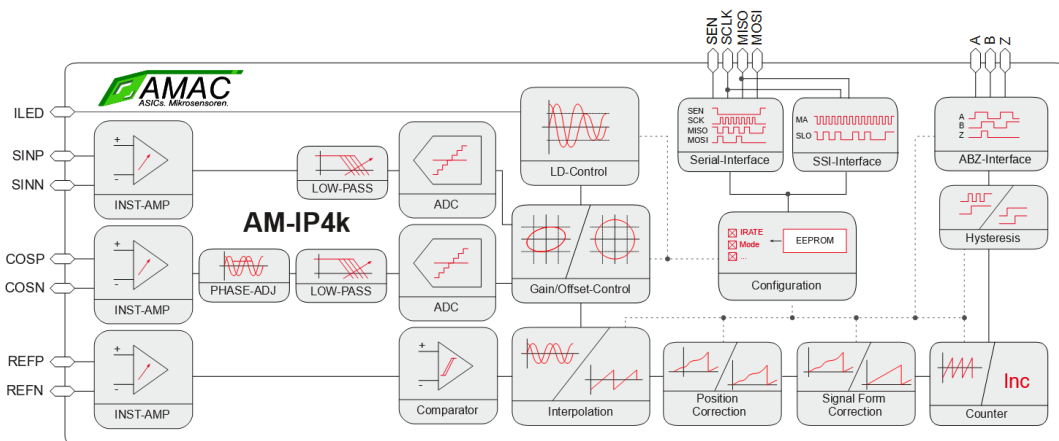 SEN
SCLK
MISO
MOSI
A
B
Z
AMAC
ASICs. Mikrosensoren.
ILED
SINP
SINN
COSP
COSN
REFP
REFN
AM-IP4k
INST-AMP
LOW-PASS
ADC
LD-Control
SEN
SCK
MISO
MOSI
Serial-Interface
MA
SLO
SSI-Interface
A
B
Z
ABZ-Interface
Hysteresis
INST-AMP
PHASE-ADJ
LOW-PASS
ADC
Gain/Offset-Control
IRATE
Mode
...
EEPROM
Configuration
INST-AMP
Comparator
Interpolation
Position
Correction
Signal Form
Correction
Inc
Counter
+
-
+
-
+
-
+
-